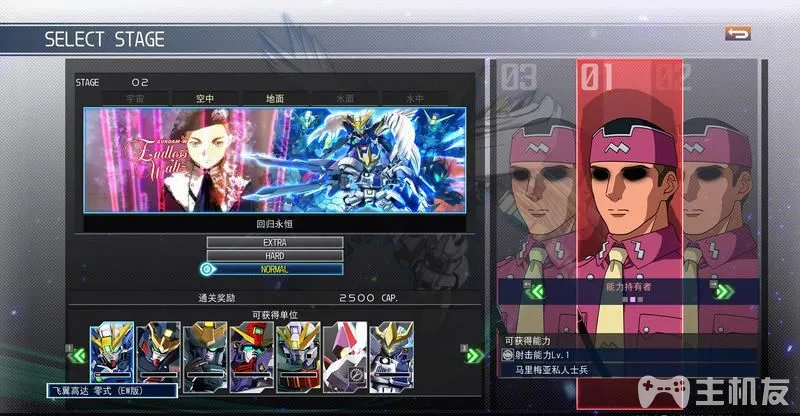 SELECT STAGE
STAGE 02
宇宙 空中 地面 水面 水中
GUNDAM-W
Endless
Waltz
回归永恒
EXTRA
HARD
NORMAL
通关奖励 2500 CAP.
可获得单位
飞翼高达 零式 (EW版)
03 01 02
能力持有者
可获得能力
射击能力Lv.1
马里梅亚私人士兵
主机友